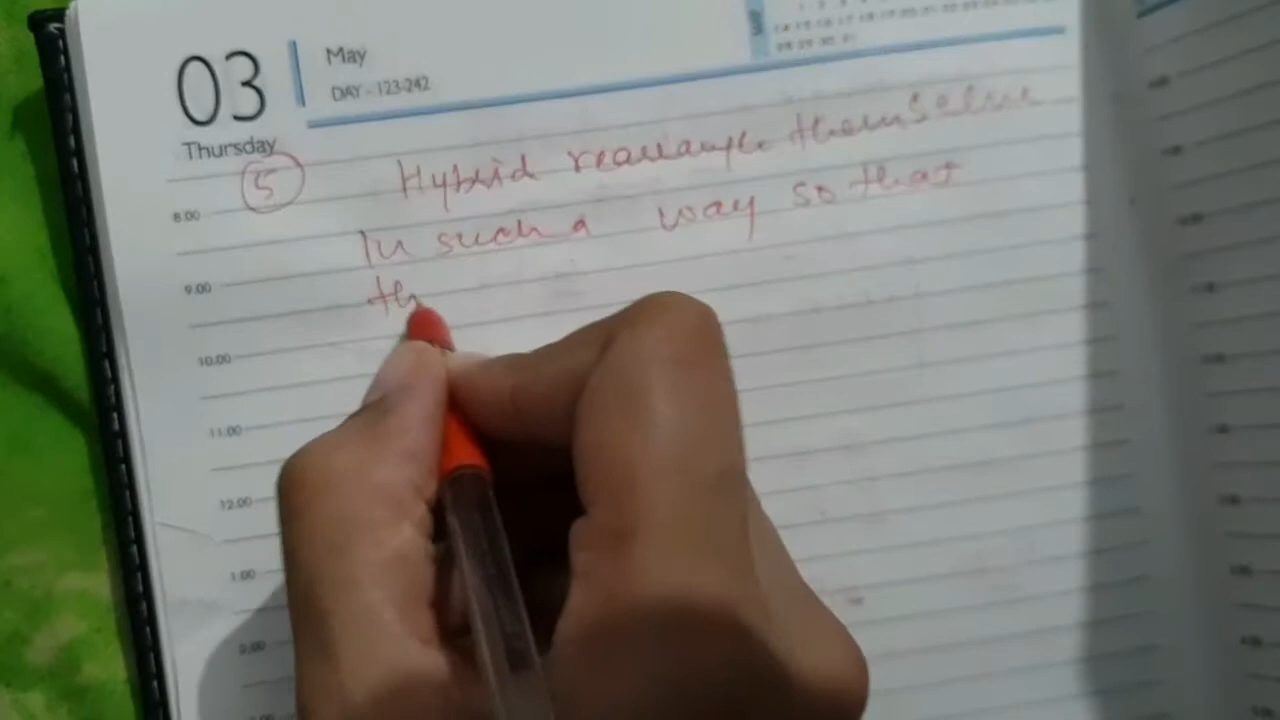 03
May
DAY - 123-242
Thursday
5 Hybrid rearrange themselve
In such a way so that
th
8.00
9.00
10.00
11.00
12.00
1.00
2.00